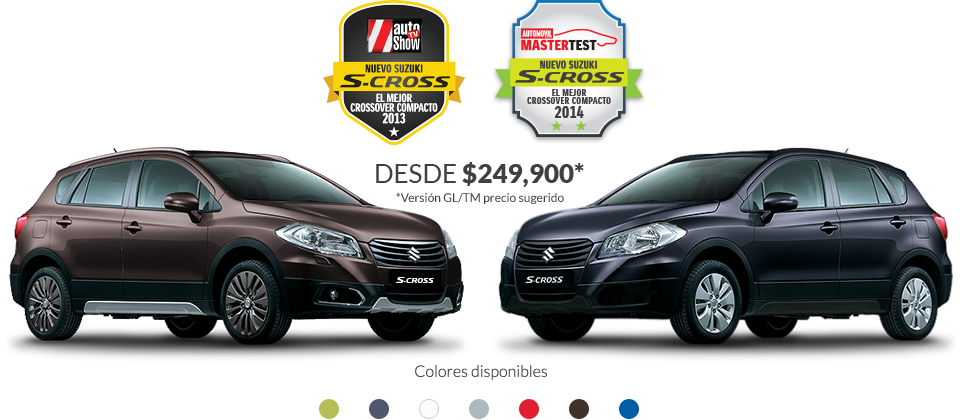 auto
TV
Show
NUEVO SUZUKI
S-CROSS
EL MEJOR
CROSSOVER COMPACTO
2013
AUTOMOVIL
MASTERTEST
NUEVO SUZUKI
S-CROSS
EL MEJOR
CROSSOVER COMPACTO
2014
DESDE $249,900*
*Versión GL/TM precio sugerido
S-CROSS
S-CROSS
Colores disponibles